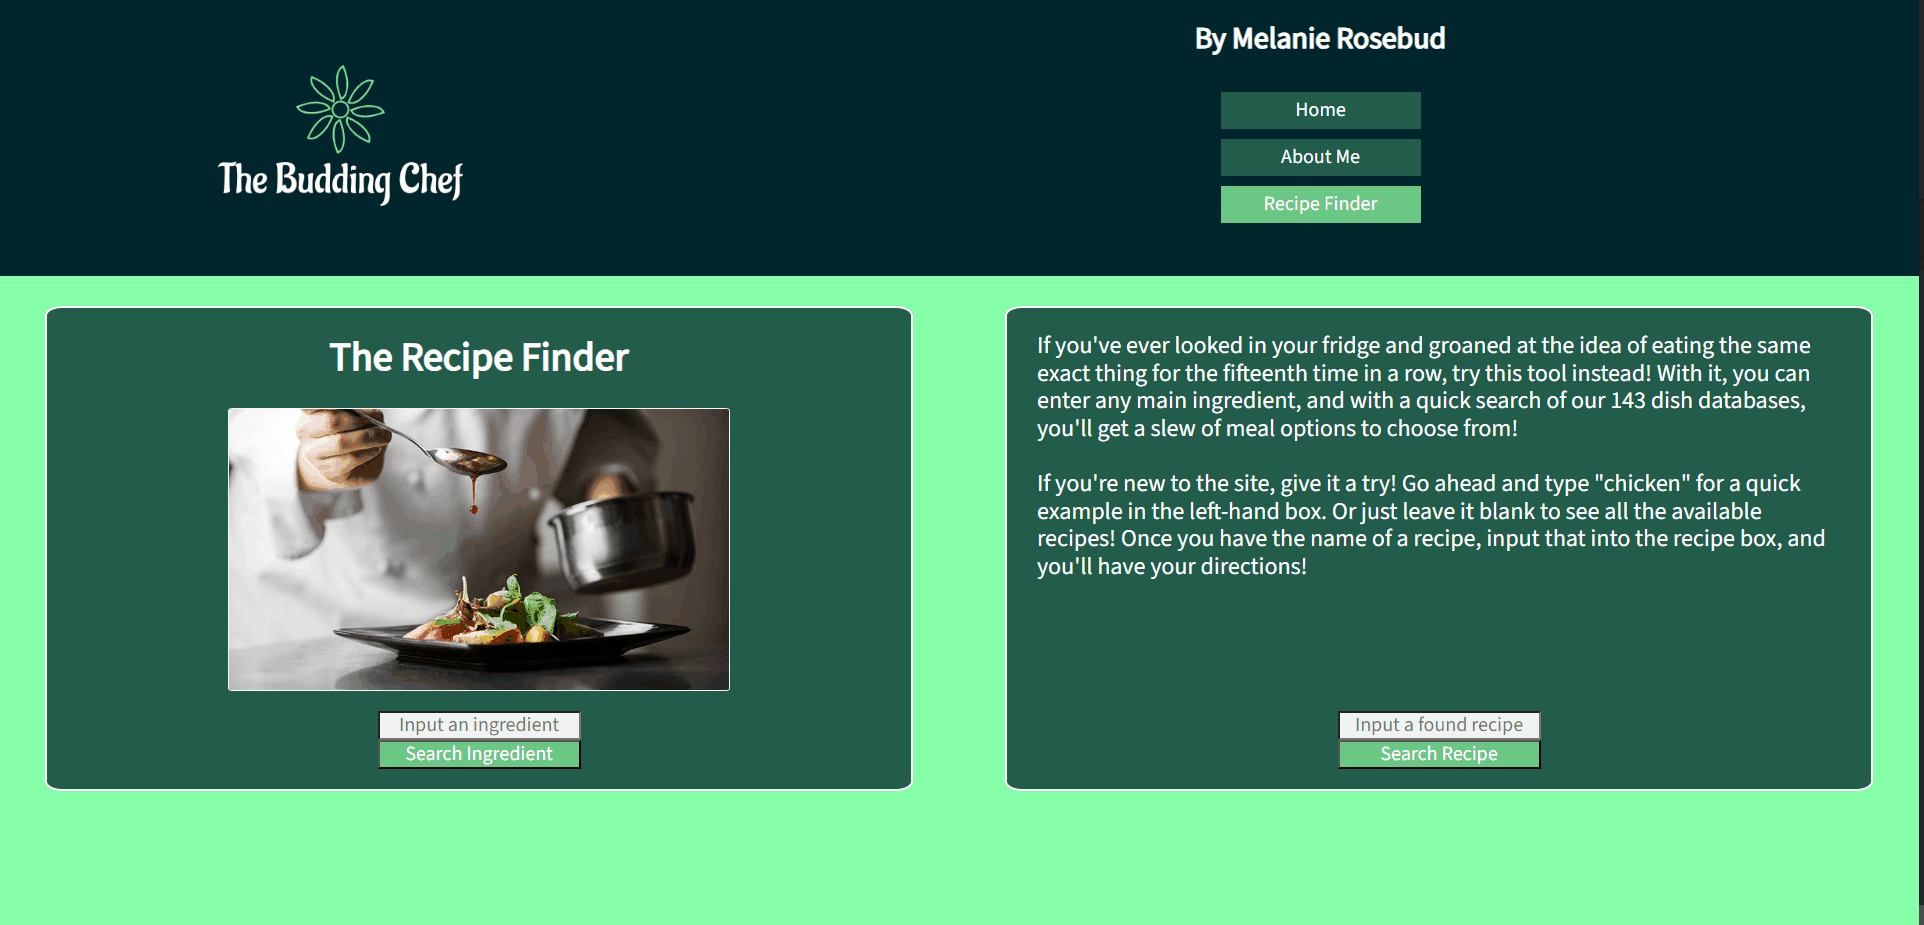 By Melanie Rosebud
The Budding Chef
Home
About Me
Recipe Finder
The Recipe Finder
Input an ingredient
Search Ingredient
If you've ever looked in your fridge and groaned at the idea of eating the same
exact thing for the fifteenth time in a row, try this tool instead! With it, you can
enter any main ingredient, and with a quick search of our 143 dish databases,
you'll get a slew of meal options to choose from!
If you're new to the site, give it a try! Go ahead and type "chicken" for a quick
example in the left-hand box. Or just leave it blank to see all the available
recipes! Once you have the name of a recipe, input that into the recipe box, and
you'll have your directions!
Input a found recipe
Search Recipe